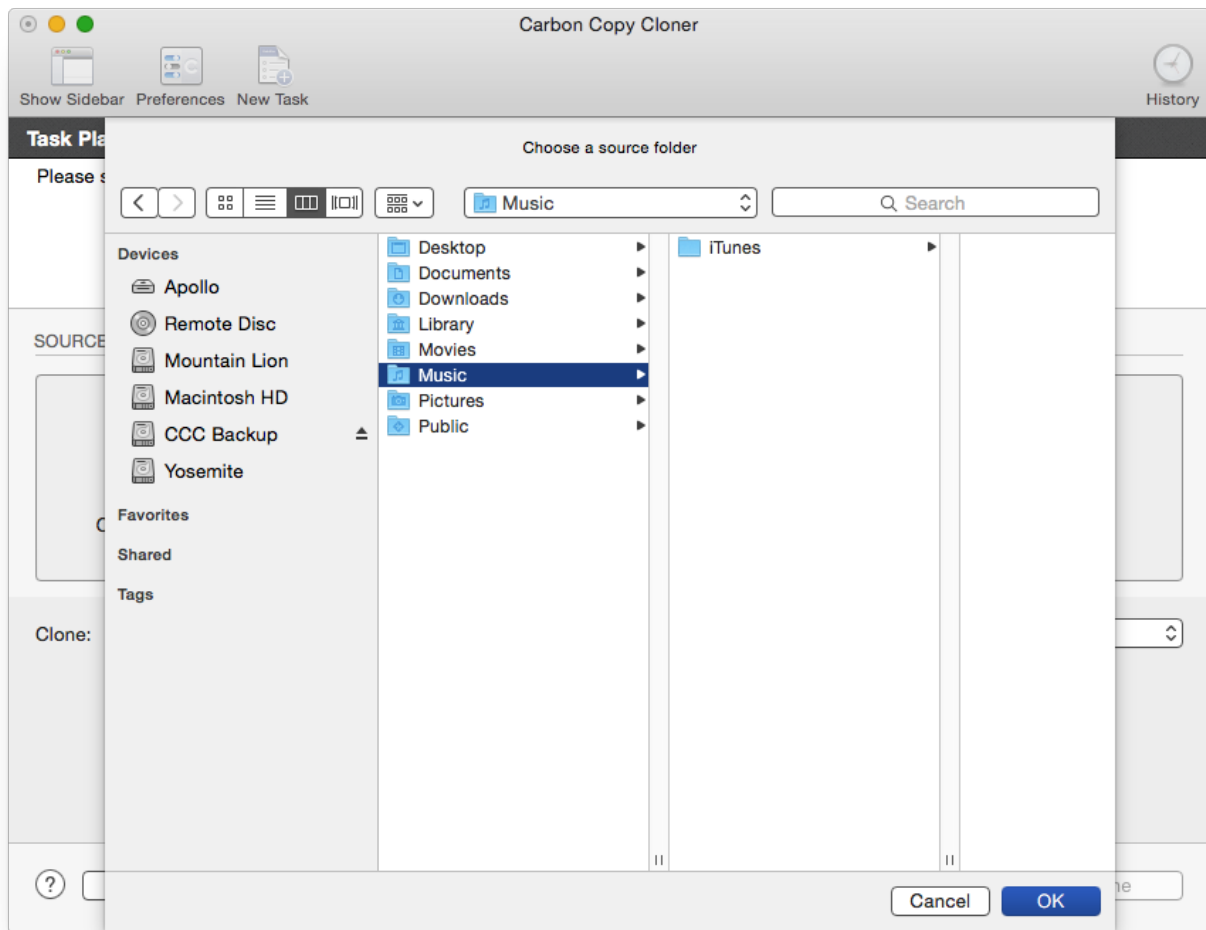 Carbon Copy Cloner
Show Sidebar Preferences New Task
History
Task Pla
Choose a source folder
Please s
Music
Search
Devices
Apollo
Remote Disc
Mountain Lion
Macintosh HD
CCC Backup
Yosemite
Favorites
Shared
Tags
Desktop
Documents
Downloads
Library
Movies
Music
Pictures
Public
iTunes
SOURCE
C
Clone:
?
ne
Cancel OK